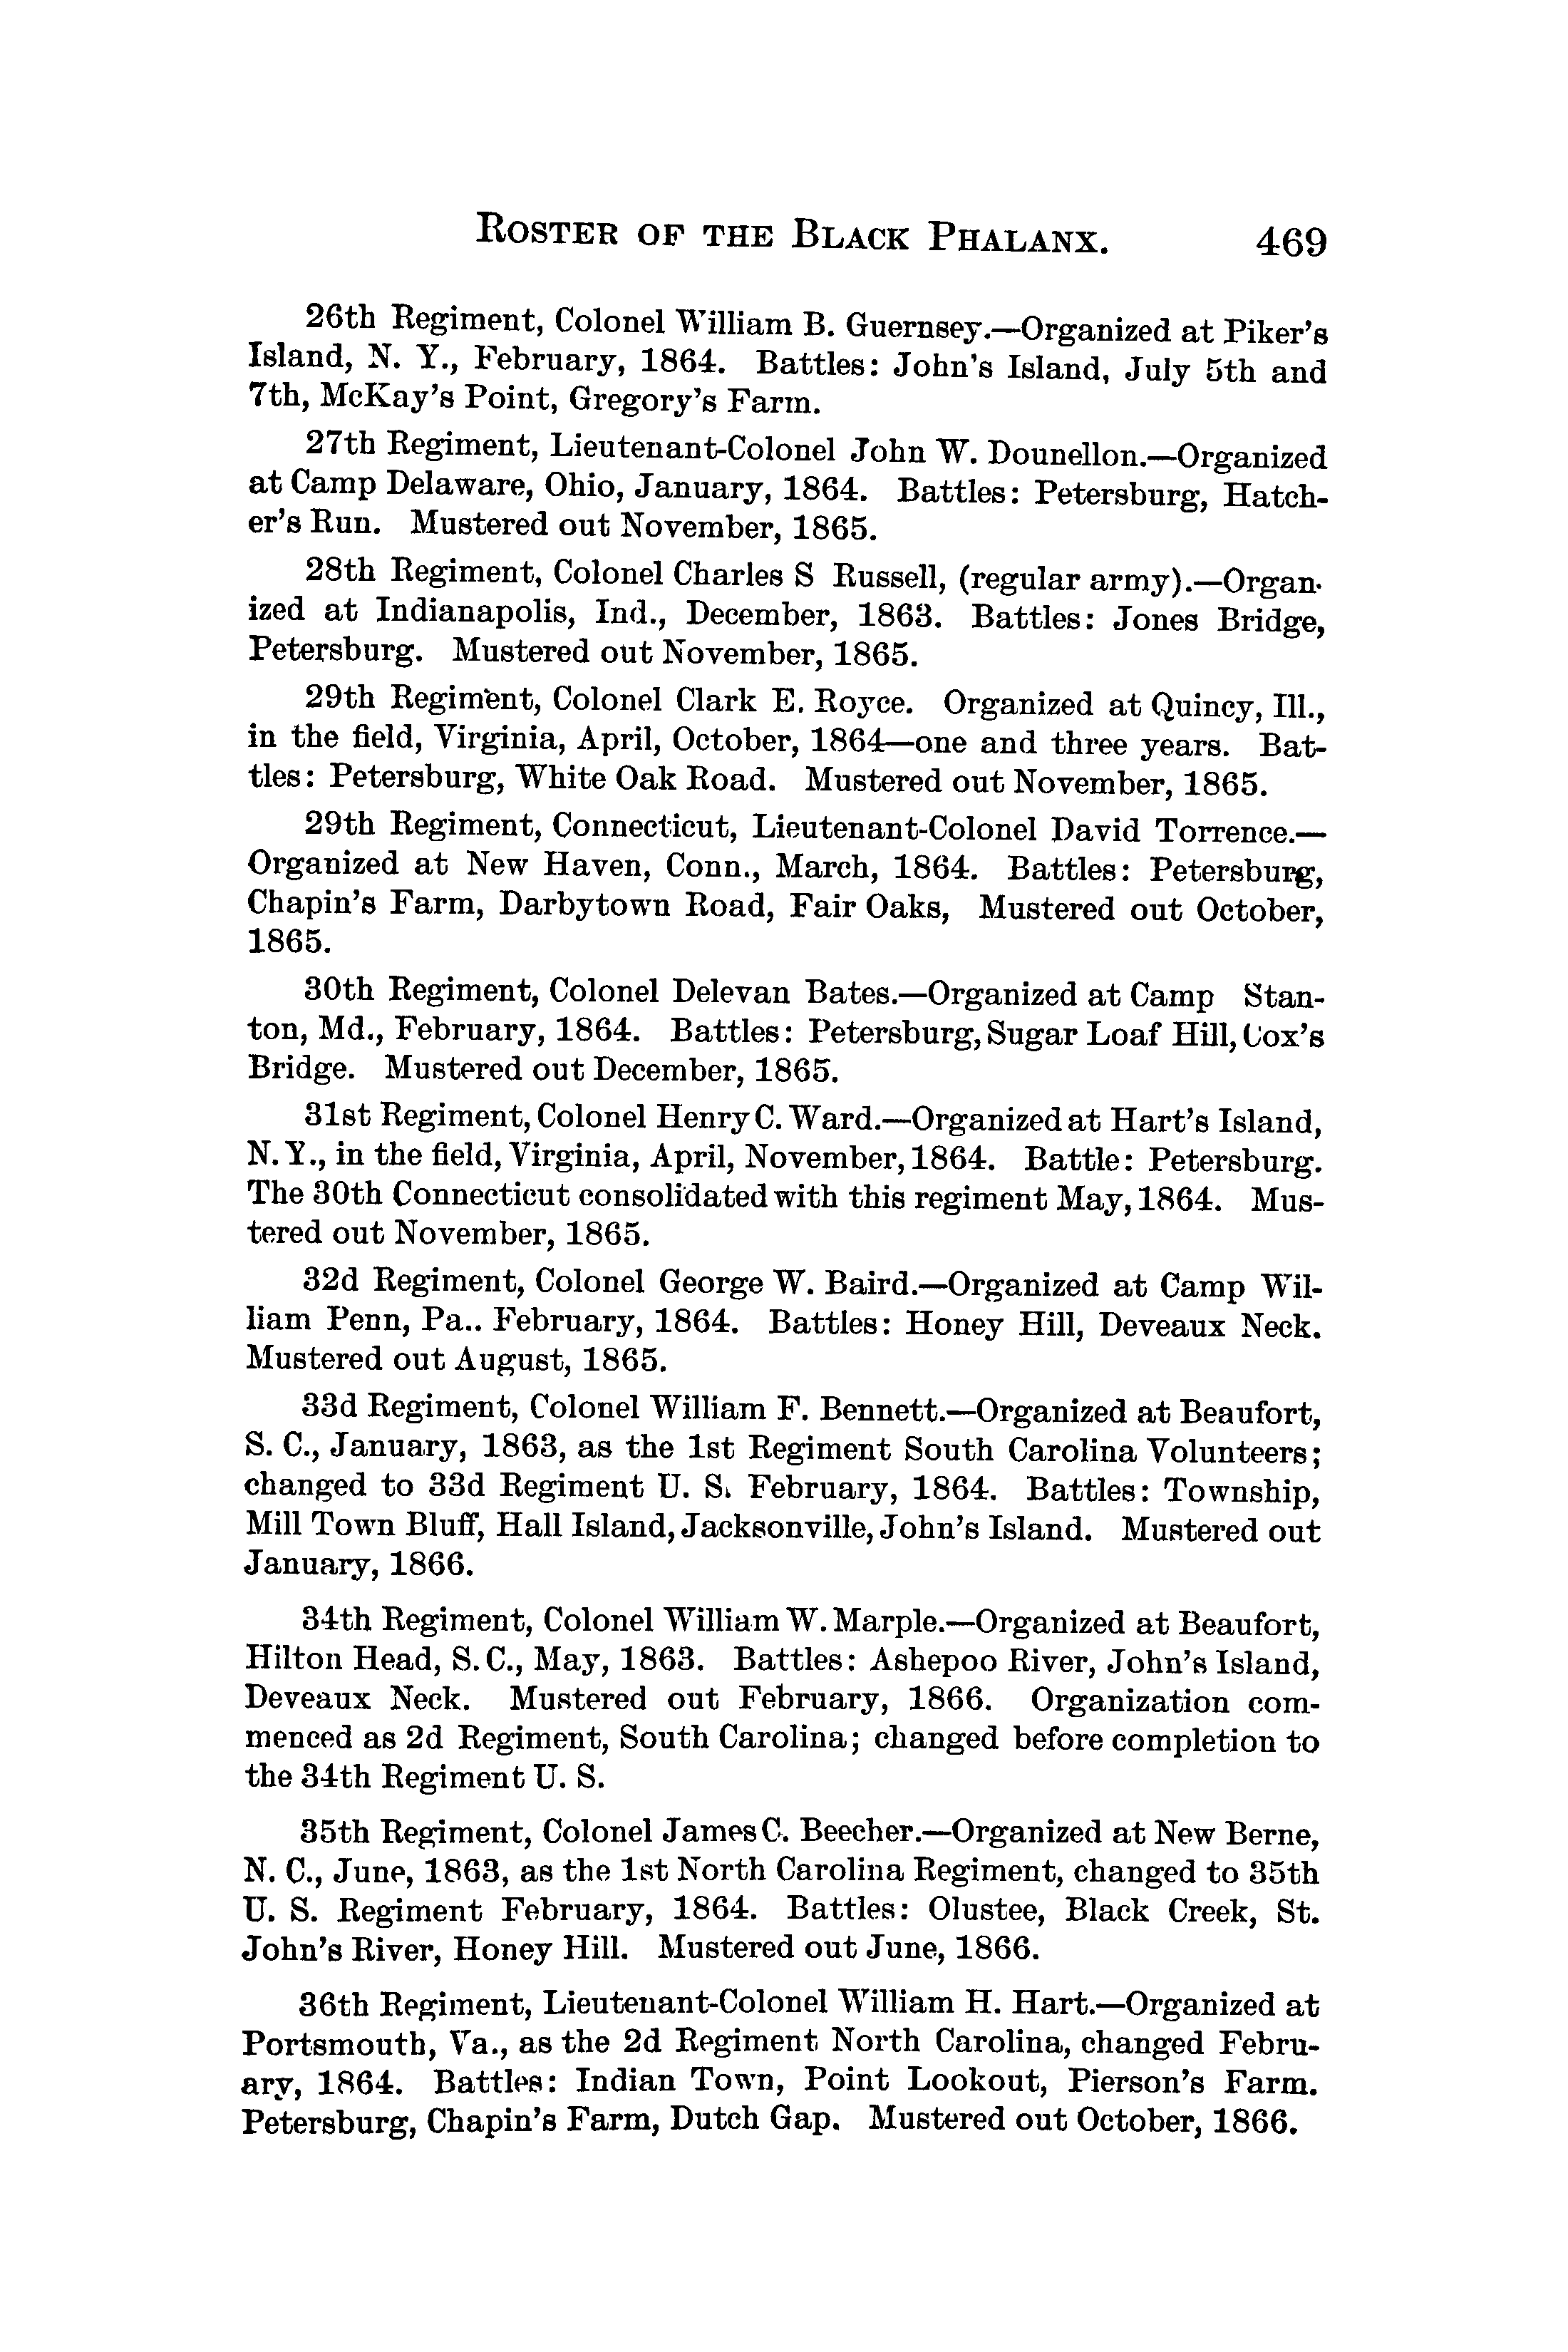 ROSTER OF THE BLACK PHALANX. 469
26th Regiment, Colonel William B. Guernsey.—Organized at Piker's
Island, N. Y., February, 1864. Battles: John's Island, July 5th and
7th, McKay's Point, Gregory's Farm.
27th Regiment, Lieutenant-Colonel John W. Dounellon.—Organized
at Camp Delaware, Ohio, January, 1864. Battles: Petersburg, Hatch-
er's Run. Mustered out November, 1865.
28th Regiment, Colonel Charles S Russell, (regular army).—Organ-
ized at Indianapolis, Ind., December, 1863. Battles: Jones Bridge,
Petersburg. Mustered out November, 1865.
29th Regiment, Colonel Clark E. Royce. Organized at Quincy, Ill.,
in the field, Virginia, April, October, 1864—one and three years. Bat-
tles: Petersburg, White Oak Road. Mustered out November, 1865.
29th Regiment, Connecticut, Lieutenant-Colonel David Torrence.—
Organized at New Haven, Conn., March, 1864. Battles: Petersburg,
Chapin's Farm, Darbytown Road, Fair Oaks, Mustered out October,
1865.
30th Regiment, Colonel Delevan Bates.—Organized at Camp Stan-
ton, Md., February, 1864. Battles: Petersburg, Sugar Loaf Hill, Cox's
Bridge. Mustered out December, 1865.
31st Regiment, Colonel Henry C. Ward.—Organized at Hart's Island,
N. Y., in the field, Virginia, April, November, 1864. Battle: Petersburg.
The 30th Connecticut consolidated with this regiment May, 1864. Mus-
tered out November, 1865.
32d Regiment, Colonel George W. Baird.—Organized at Camp Wil-
liam Penn, Pa.. February, 1864. Battles: Honey Hill, Deveaux Neck.
Mustered out August, 1865.
33d Regiment, Colonel William F. Bennett.—Organized at Beaufort,
S. C., January, 1863, as the 1st Regiment South Carolina Volunteers;
changed to 33d Regiment U. S. February, 1864. Battles: Township,
Mill Town Bluff, Hall Island, Jacksonville, John's Island. Mustered out
January, 1866.
34th Regiment, Colonel William W. Marple.—Organized at Beaufort,
Hilton Head, S. C., May, 1863. Battles: Ashepoo River, John's Island,
Deveaux Neck. Mustered out February, 1866. Organization com-
menced as 2d Regiment, South Carolina; changed before completion to
the 34th Regiment U. S.
35th Regiment, Colonel James C. Beecher.—Organized at New Berne,
N. C., June, 1863, as the 1st North Carolina Regiment, changed to 35th
U. S. Regiment February, 1864. Battles: Olustee, Black Creek, St.
John's River, Honey Hill. Mustered out June, 1866.
36th Regiment, Lieutenant-Colonel William H. Hart.—Organized at
Portsmouth, Va., as the 2d Regiment North Carolina, changed Febru-
ary, 1864. Battles: Indian Town, Point Lookout, Pierson's Farm.
Petersburg, Chapin's Farm, Dutch Gap. Mustered out October, 1866.